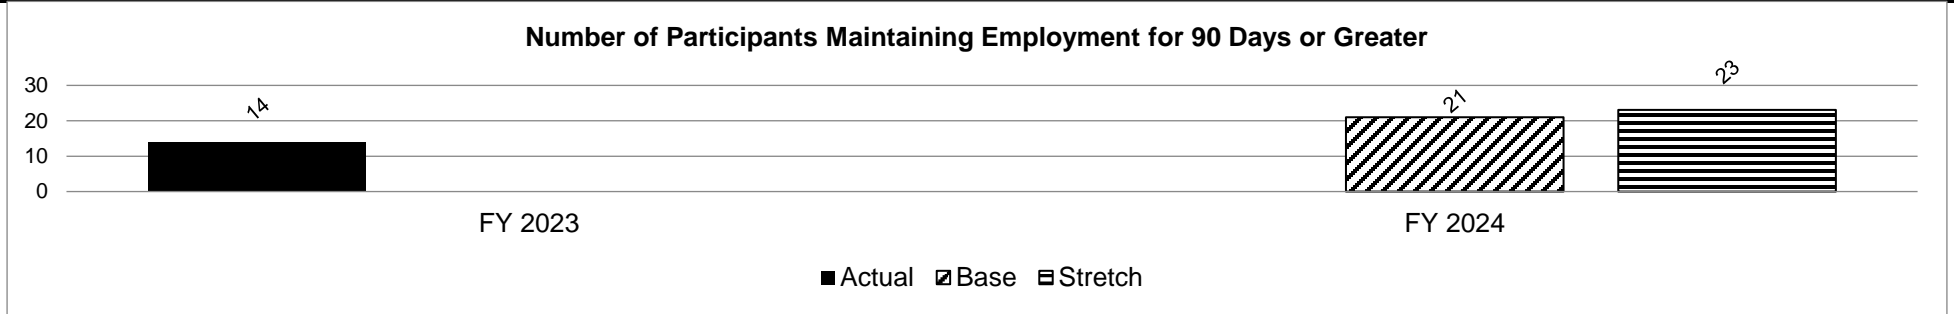 Number of Participants Maintaining Employment for 90 Days or Greater
30
20
10
0
14
21
23
FY 2023
FY 2024
Actual Base Stretch